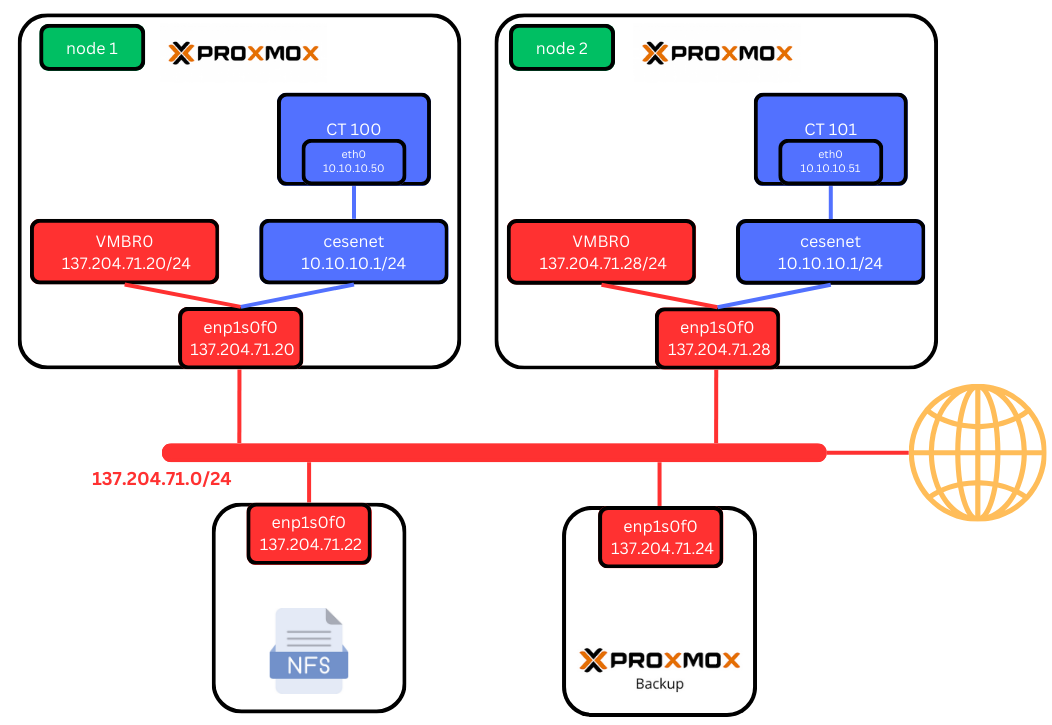 node 1
PROXMOX
CT 100
eth0
10.10.10.50
VMBR0
137.204.71.20/24
cesenet
10.10.10.1/24
enp1s0f0
137.204.71.20
node 2
PROXMOX
CT 101
eth0
10.10.10.51
VMBR0
137.204.71.28/24
cesenet
10.10.10.1/24
enp1s0f0
137.204.71.28
137.204.71.0/24
enp1s0f0
137.204.71.22
NFS
enp1s0f0
137.204.71.24
PROXMOX
Backup